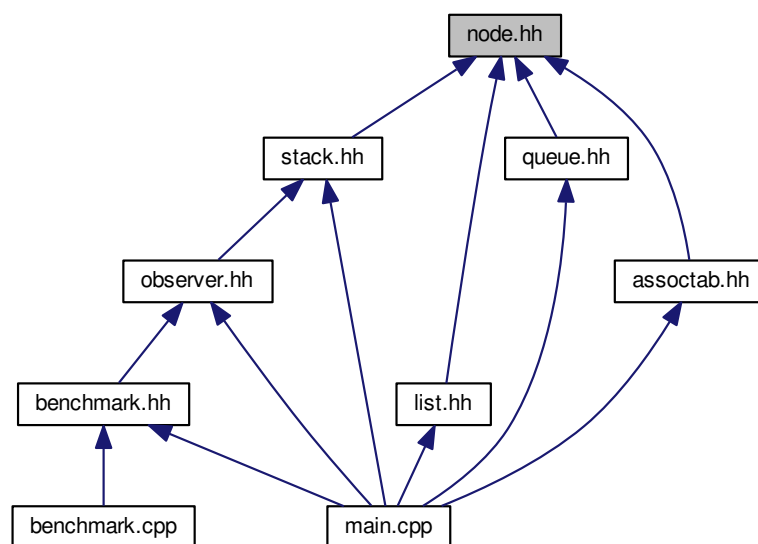 node.hh
stack.hh
queue.hh
observer.hh
assoctab.hh
benchmark.hh
list.hh
benchmark.cpp
main.cpp